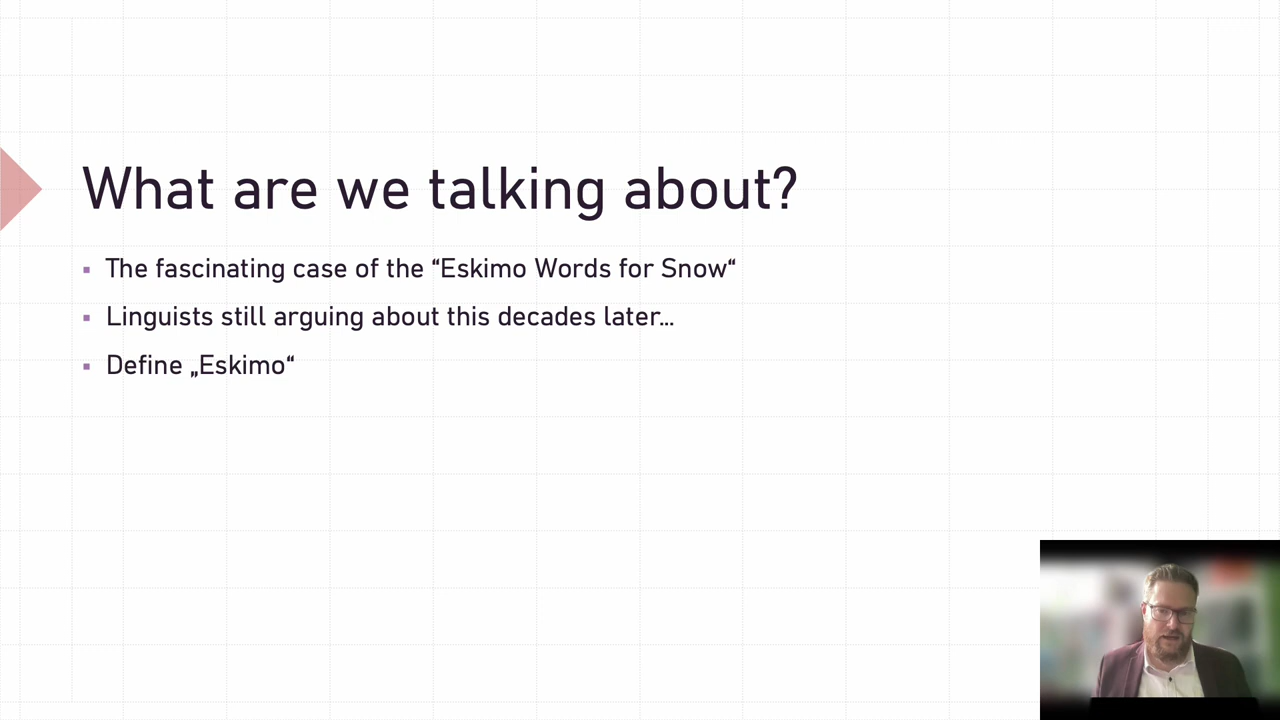 What are we talking about?
The fascinating case of the “Eskimo Words for Snow“
Linguists still arguing about this decades later...
Define „Eskimo“